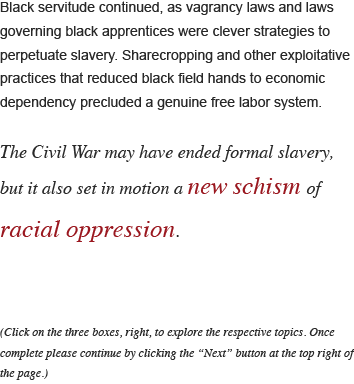 Black servitude continued, as vagrancy laws and laws
governing black apprentices were clever strategies to
perpetuate slavery. Sharecropping and other exploitative
practices that reduced black field hands to economic
dependency precluded a genuine free labor system.
The Civil War may have ended formal slavery,
but it also set in motion a new schism of
racial oppression.
(Click on the three boxes, right, to explore the respective topics. Once
complete please continue by clicking the “Next” button at the top right of
the page.)